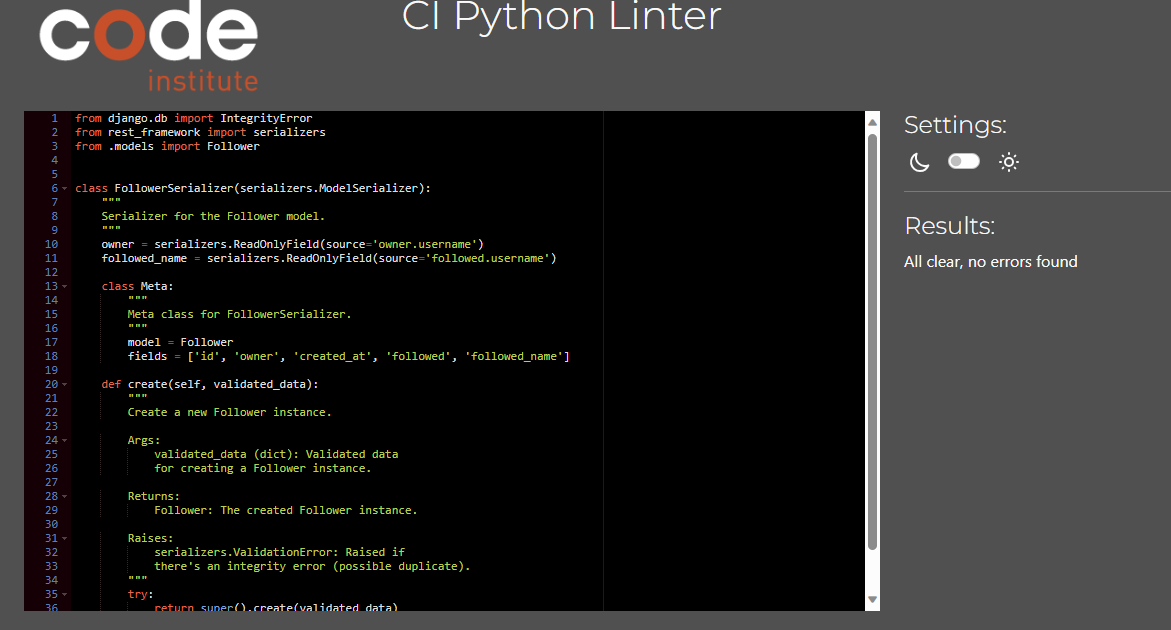 code
institute
CI Python Linter
1 from django.db import IntegrityError
2 from rest_framework import serializers
3 from .models import Follower
4
5
6 class FollowerSerializer(serializers.ModelSerializer):
7     """
8     Serializer for the Follower model.
9     """
10     owner = serializers.ReadOnlyField(source='owner.username')
11     followed_name = serializers.ReadOnlyField(source='followed.username')
12
13     class Meta:
14         """
15         Meta class for FollowerSerializer.
16         """
17         model = Follower
18         fields = ['id', 'owner', 'created_at', 'followed', 'followed_name']
19
20     def create(self, validated_data):
21         """
22         Create a new Follower instance.
23
24         Args:
25             validated_data (dict): Validated data
26             for creating a Follower instance.
27
28         Returns:
29             Follower: The created Follower instance.
30
31         Raises:
32             serializers.ValidationError: Raised if
33             there's an integrity error (possible duplicate).
34         """
35         try:
36             return super().create(validated_data)
Settings:
Results:
All clear, no errors found